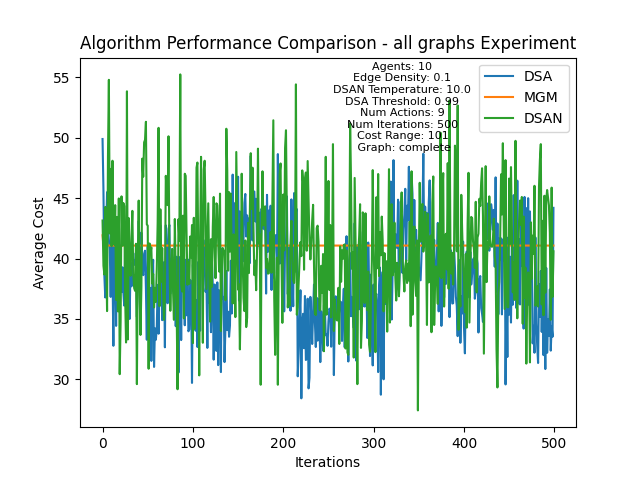 Algorithm Performance Comparison - all graphs Experiment
Agents: 10
Edge Density: 0.1
DSAN Temperature: 10.0
DSA Threshold: 0.99
Num Actions: 9
Num Iterations: 500
Cost Range: 101
Graph: complete
DSA
MGM
DSAN
Average Cost
55
50
45
40
35
30
0
100
200
300
400
500
Iterations